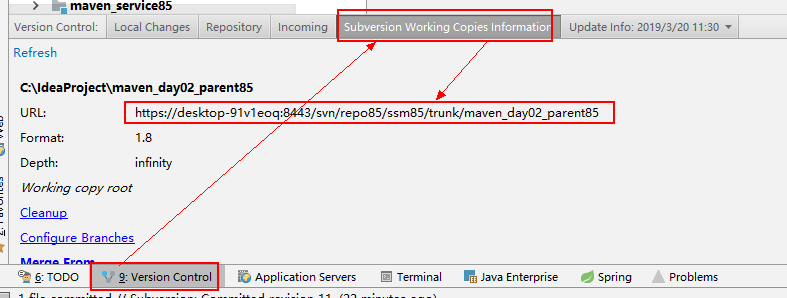 maven_service85
Version Control: Local Changes Repository Incoming Subversion Working Copies Information Update Info: 2019/3/20 11:30
Refresh
C:\IdeaProject\maven_day02_parent85
URL: https://desktop-91v1eoq:8443/svn/repo85/ssm85/trunk/maven_day02_parent85
Format: 1.8
Depth: infinity
Working copy root
Cleanup
Configure Branches
Merge From
6: TODO 9: Version Control Application Servers Terminal Java Enterprise Spring Problems
1 file committed // Subversion: Committed revision 11. (22 minutes ago)